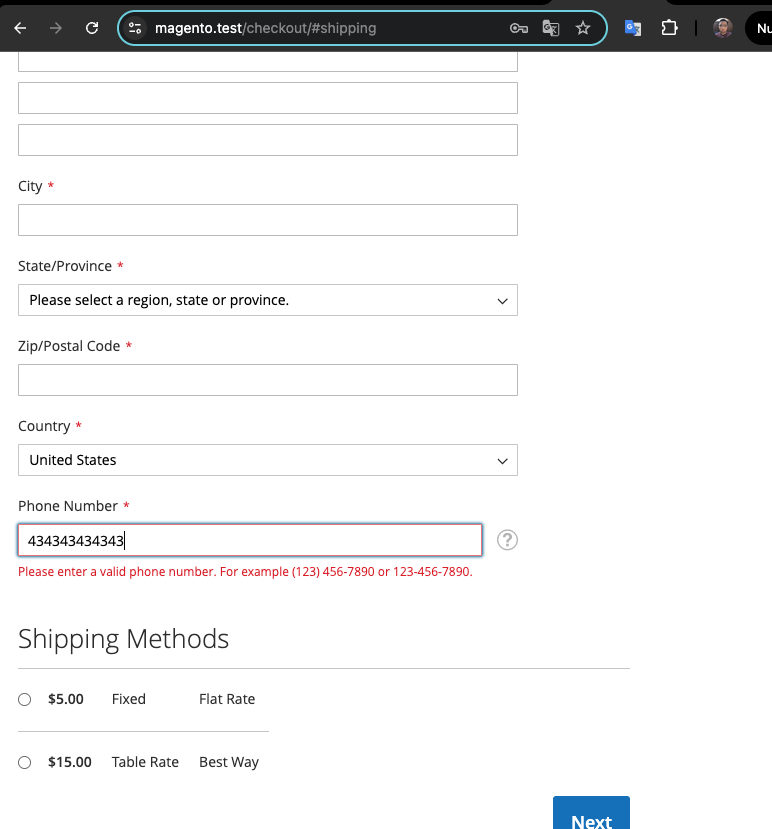 magento.test/checkout/#shipping
Nu
City *
State/Province *
Please select a region, state or province.
Zip/Postal Code *
Country *
United States
Phone Number *
434343434343
?
Please enter a valid phone number. For example (123) 456-7890 or 123-456-7890.
Shipping Methods
$5.00 Fixed Flat Rate
$15.00 Table Rate Best Way
Next